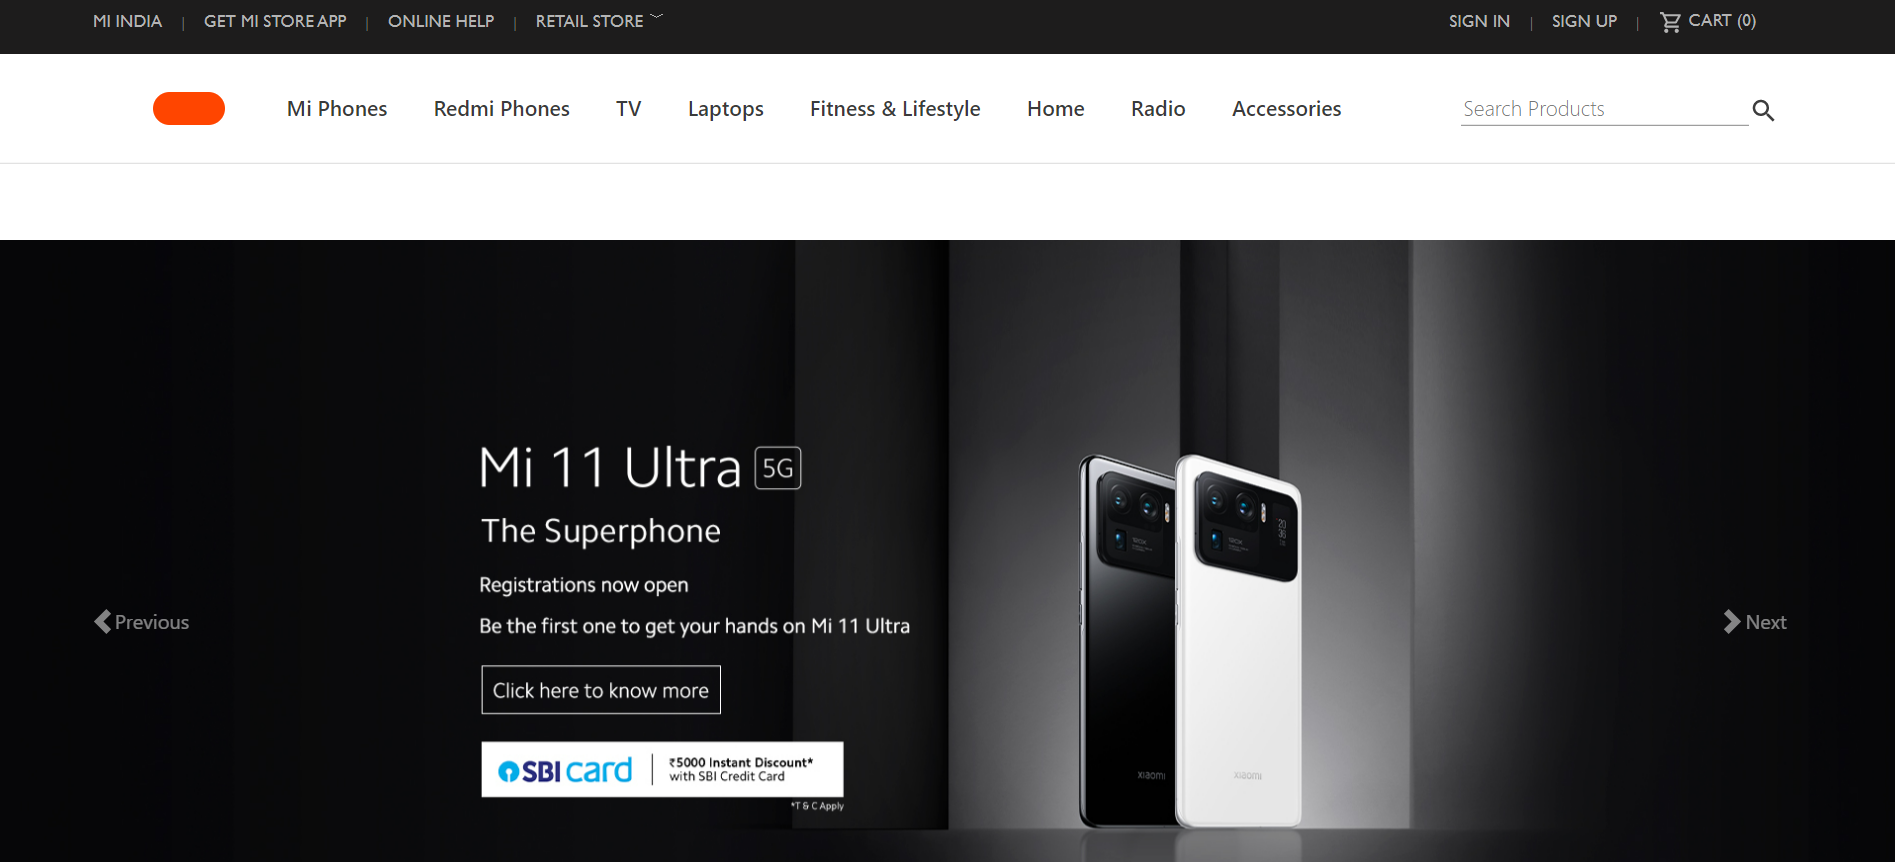 MI INDIA | GET MI STORE APP | ONLINE HELP | RETAIL STORE
SIGN IN | SIGN UP | CART (0)
Mi Phones Redmi Phones TV Laptops Fitness & Lifestyle Home Radio Accessories
Search Products
Mi 11 Ultra 5G
The Superphone
Registrations now open
Be the first one to get your hands on Mi 11 Ultra
Previous
Next
Click here to know more
SBI card
₹5000 Instant Discount*
with SBI Credit Card
*T & C Apply
xiaomi
xiaomi